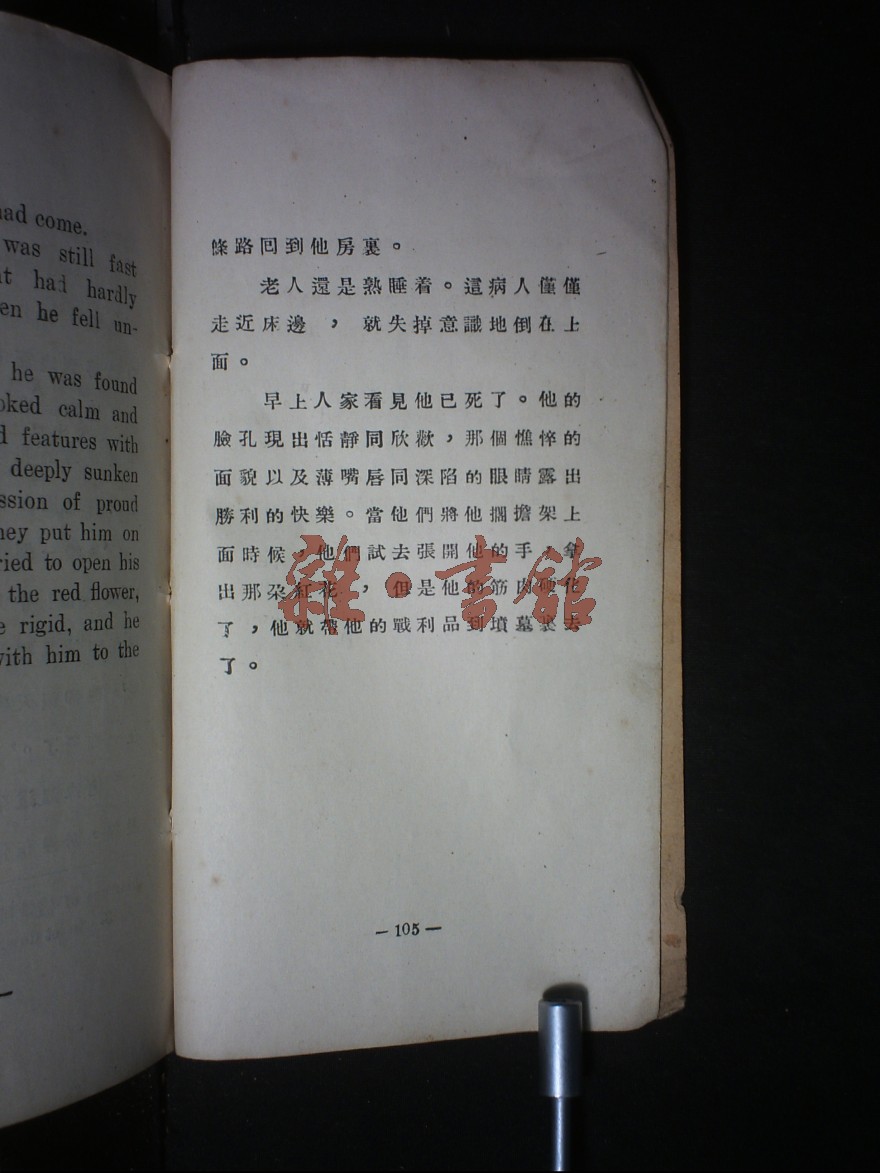 had come.
was still fast
at had hardly
en he fell un-
he was found
oked calm and
d features with
deeply sunken
ssion of proud
hey put him on
ried to open his
the red flower,
e rigid, and he
with him to the
條路回到他房裏。
老人還是熟睡着。這病人僅僅
走近床邊，就失掉意識地倒在上
面。
早上人家看見他已死了。他的
臉孔現出恬靜同欣歡，那個憔悴的
面貌以及薄嘴唇同深陷的眼睛露出
勝利的快樂。當他們將他擱擔架上
面時候，他們試去張開他的手，拿
出那朶紅花，但是他的筋肉硬化
了，他就帶他的戰利品到墳墓裏去
了。
雜·書館
— 105 —